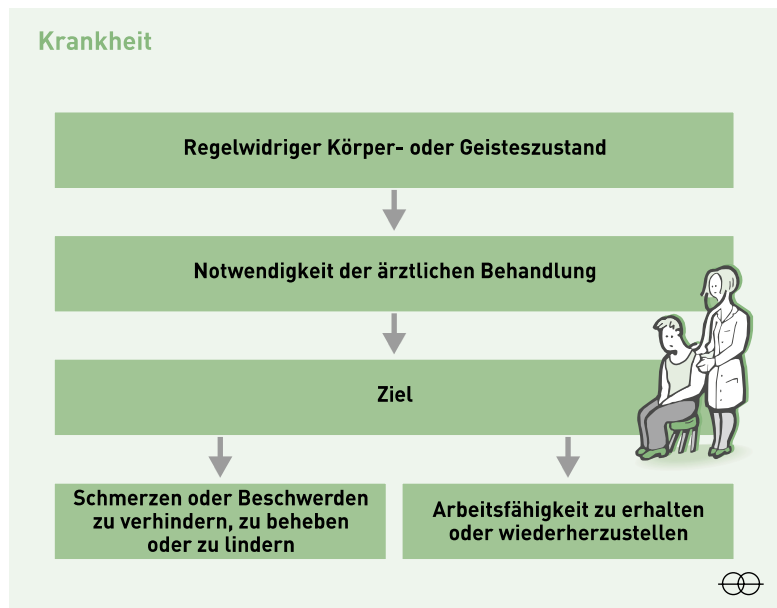 Krankheit
Regelwidriger Körper- oder Geisteszustand
Notwendigkeit der ärztlichen Behandlung
Ziel
Schmerzen oder Beschwerden
zu verhindern, zu beheben
oder zu lindern
Arbeitsfähigkeit zu erhalten
oder wiederherzustellen